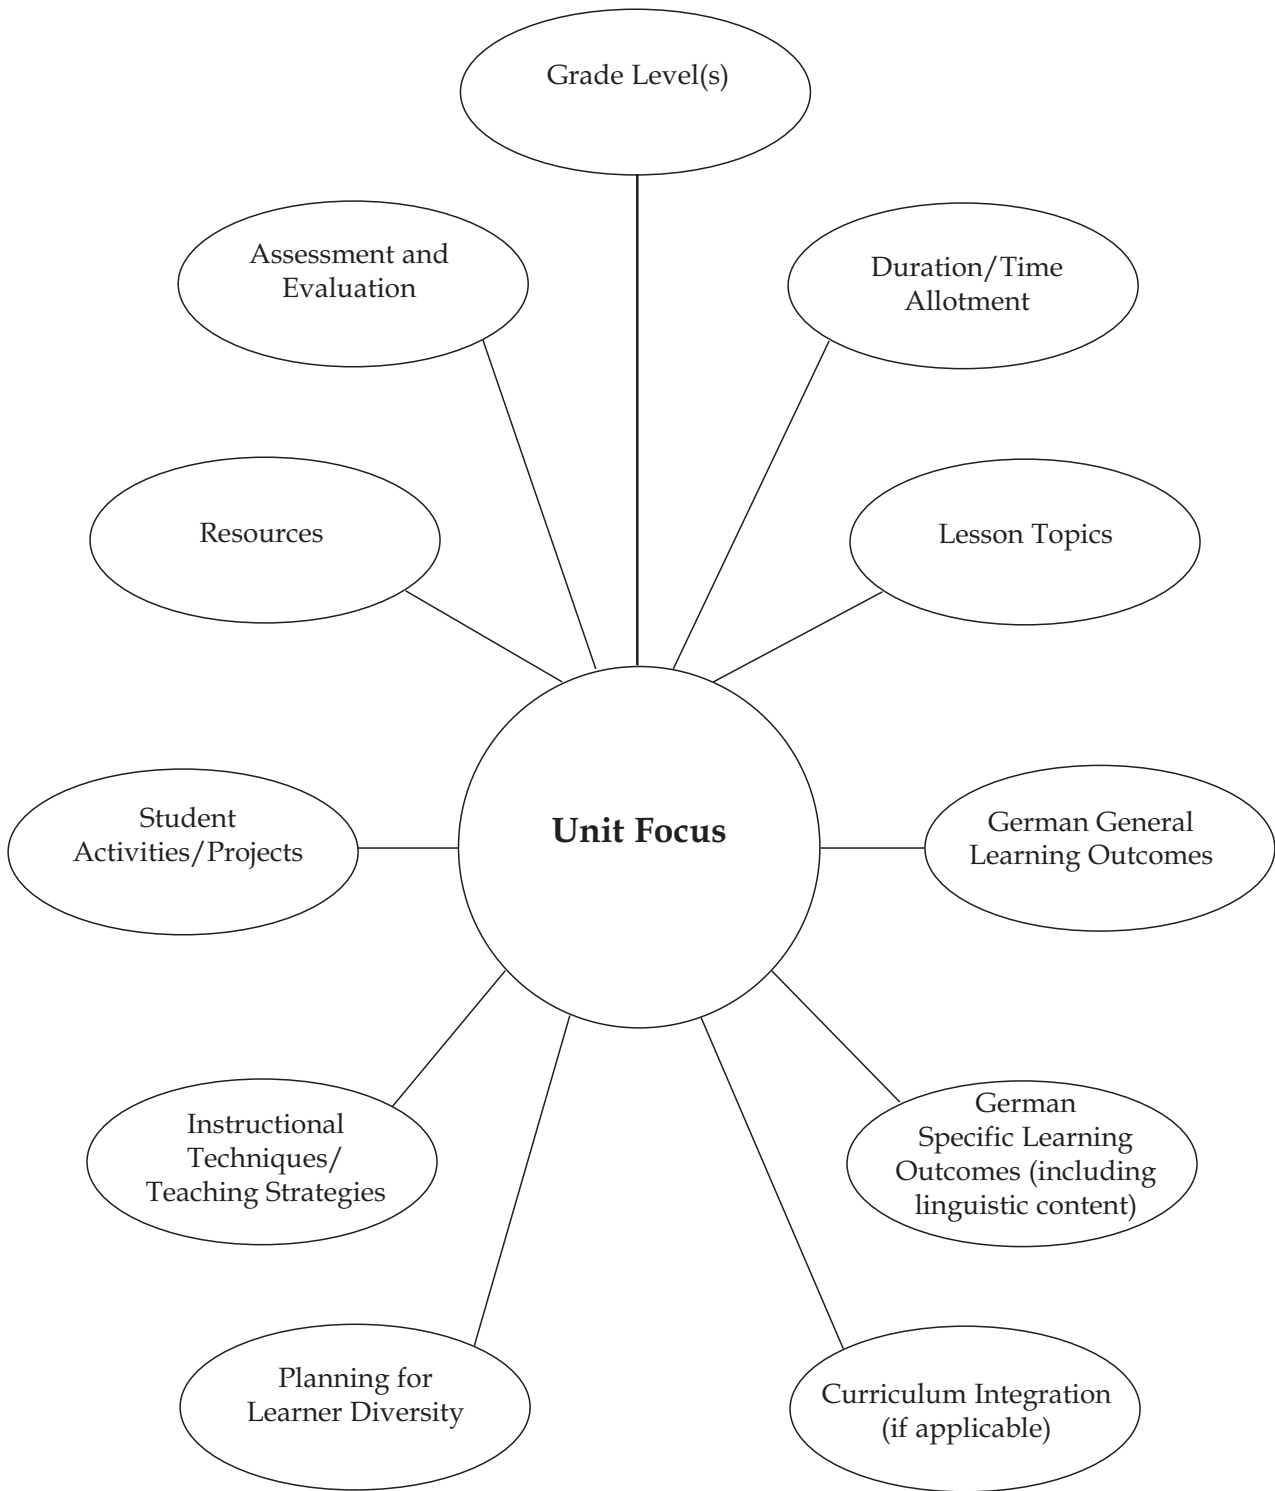 Grade Level(s)
Assessment and
Evaluation
Duration/Time
Allotment
Resources
Lesson Topics
Unit Focus
Student
Activities/Projects
German General
Learning Outcomes
Instructional
Techniques/
Teaching Strategies
German
Specific Learning
Outcomes (including
linguistic content)
Planning for
Learner Diversity
Curriculum Integration
(if applicable)